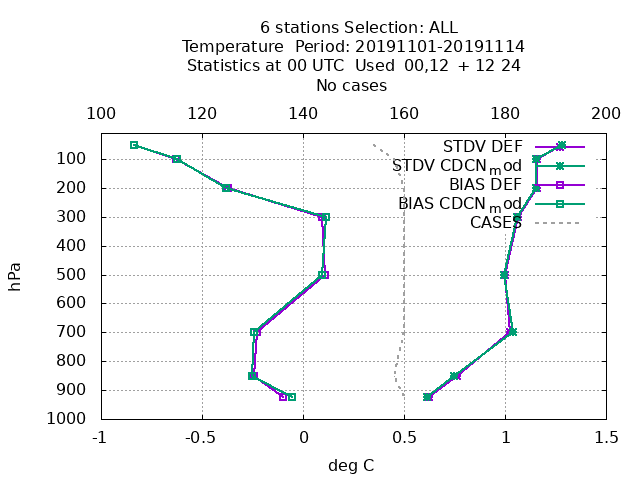 6 stations Selection: ALL
Temperature  Period: 20191101-20191114
Statistics at 00 UTC  Used  00,12  + 12 24
No cases
100 120 140 160 180 200
STDV DEF
STDV CDCNmod
BIAS DEF
BIAS CDCNmod
CASES
100
200
300
400
500
600
700
800
900
1000
hPa
-1 -0.5 0 0.5 1 1.5
deg C